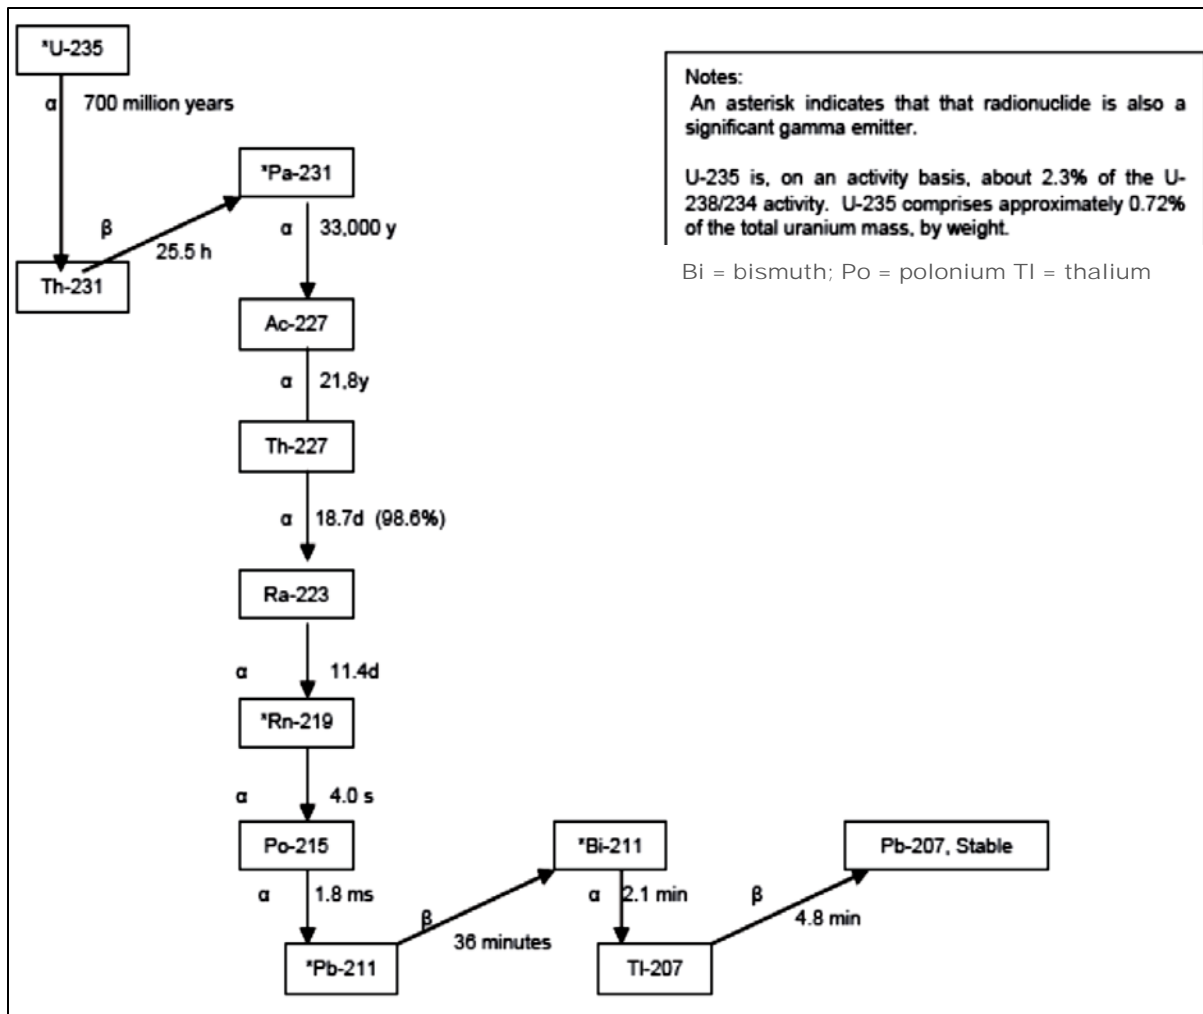 *U-235
α 700 million years
Th-231
β
25.5 h
*Pa-231
α 33,000 y
Ac-227
α 21.8y
Th-227
α 18.7d (98.6%)
Ra-223
α 11.4d
*Rn-219
α 4.0 s
Po-215
α 1.8 ms
*Pb-211
β
36 minutes
*Bi-211
α 2.1 min
Tl-207
β
4.8 min
Pb-207, Stable
Notes:
An asterisk indicates that that radionuclide is also a
significant gamma emitter.
U-235 is, on an activity basis, about 2.3% of the U-
238/234 activity. U-235 comprises approximately 0.72%
of the total uranium mass, by weight.
Bi = bismuth; Po = polonium Tl = thalium